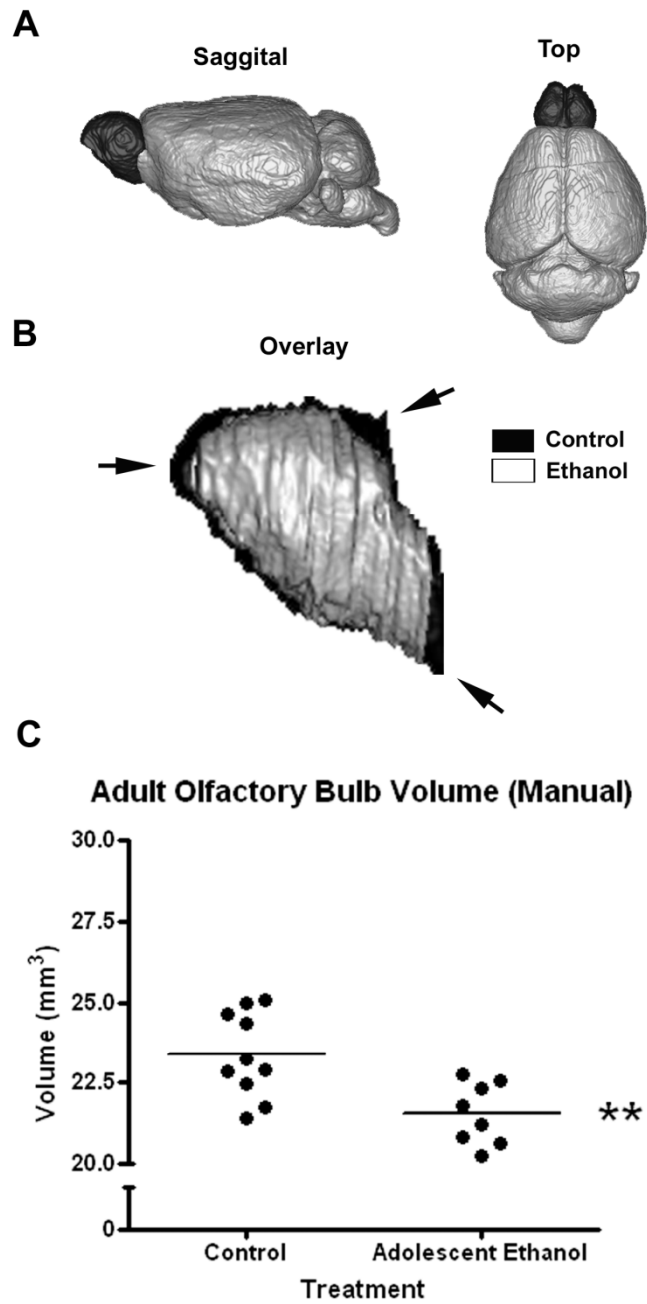 A
Saggital
Top
B
Overlay
Control
Ethanol
C
Adult Olfactory Bulb Volume (Manual)
30.0
27.5
25.0
22.5
20.0
0
Volume (mm³)
**
Control
Adolescent Ethanol
Treatment